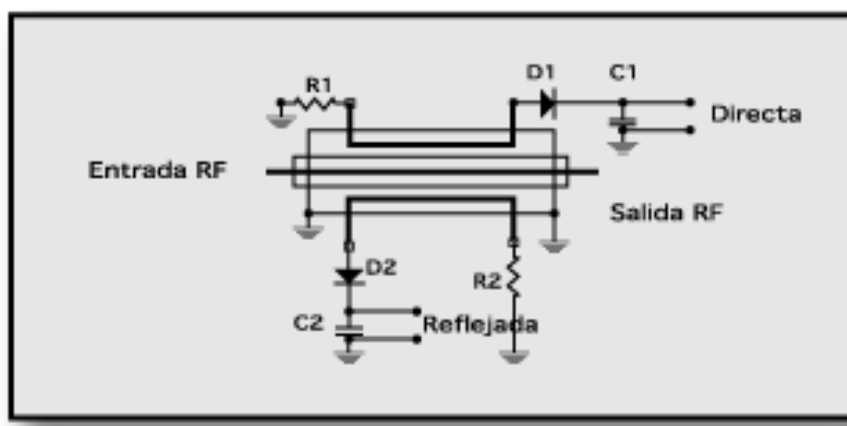 R1
D1
C1
Directa
Entrada RF
Salida RF
D2
R2
C2
Reflejada